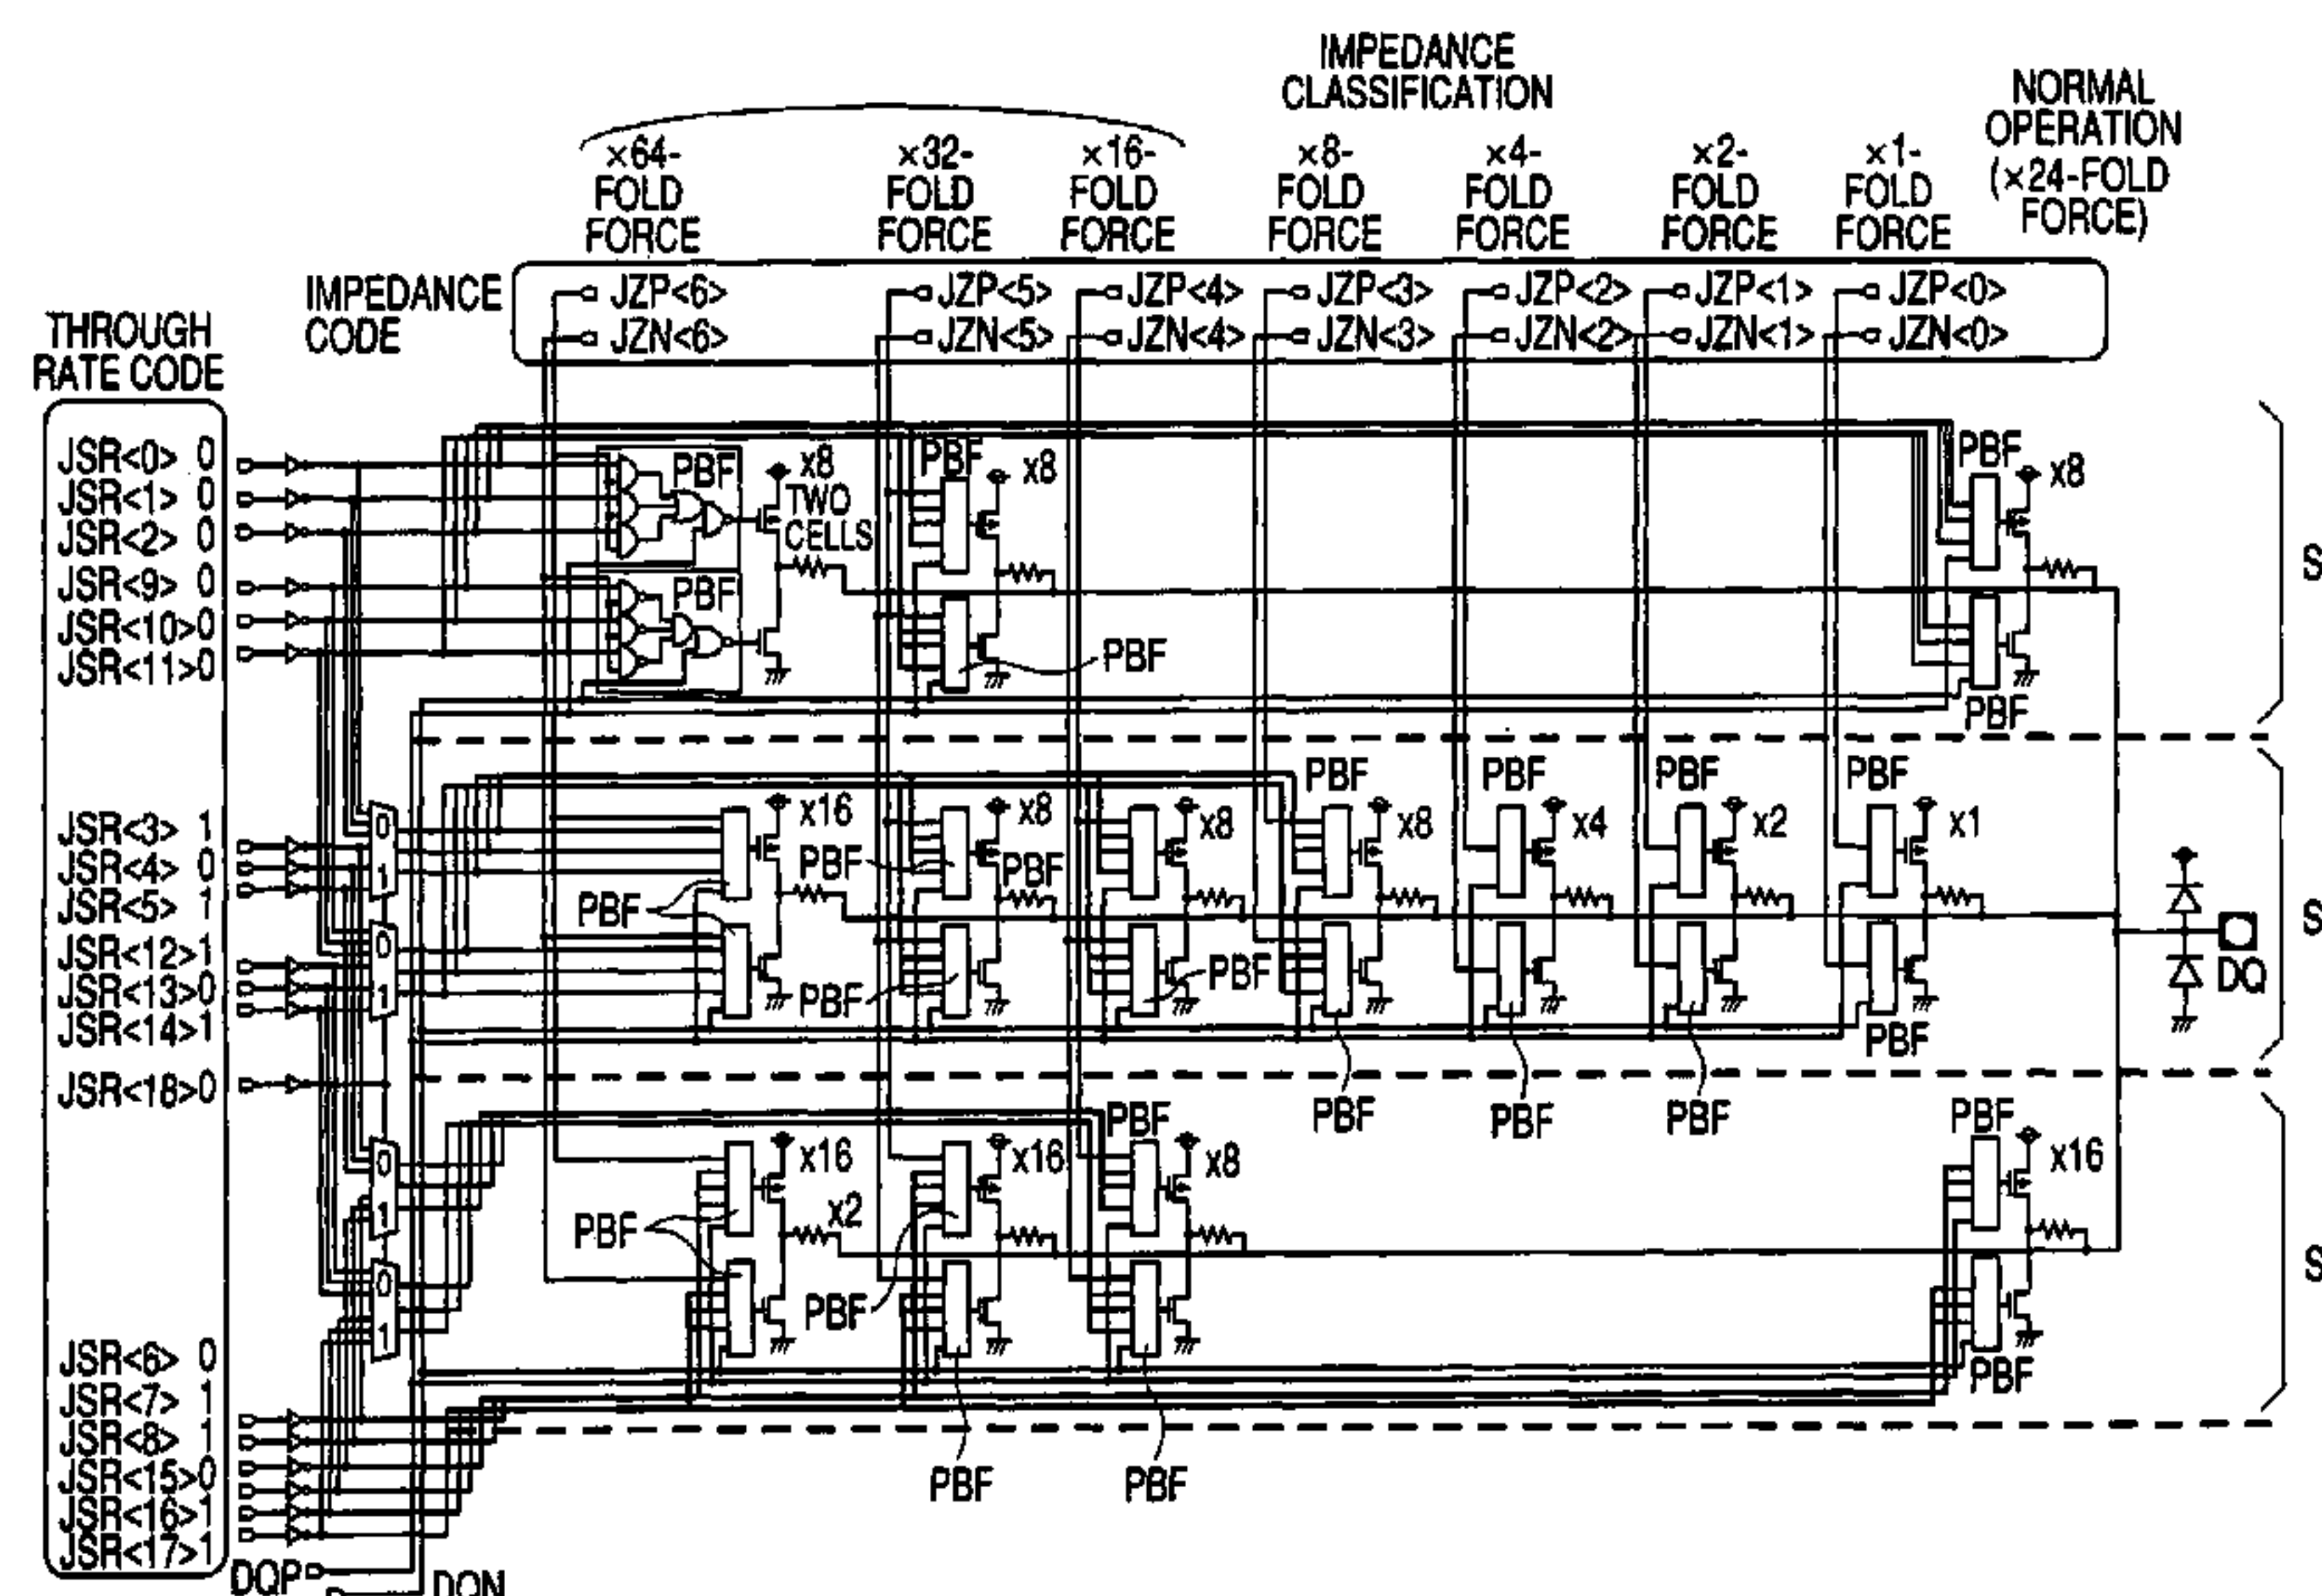 IMPEDANCE
CLASSIFICATION
NORMAL
OPERATION
(×24-FOLD
FORCE)
×64-
FOLD
FORCE
×32-
FOLD
FORCE
×16-
FOLD
FORCE
×8-
FOLD
FORCE
×4-
FOLD
FORCE
×2-
FOLD
FORCE
×1-
FOLD
FORCE
IMPEDANCE
CODE
JZP<6> JZP<5> JZP<4> JZP<3> JZP<2> JZP<1> JZP<0>
JZN<6> JZN<5> JZN<4> JZN<3> JZN<2> JZN<1> JZN<0>
THROUGH
RATE CODE
JSR<0> 0
JSR<1> 0
JSR<2> 0
JSR<9> 0
JSR<10>0
JSR<11>0
PBF x8
TWO
CELLS
PBF
PBF x8
PBF
PBF x8
PBF
S
JSR<3> 1
JSR<4> 0
JSR<5> 1
JSR<12>1
JSR<13>0
JSR<14>1
JSR<18>0
0
1
0
1
x16
PBF
x8
PBF
PBF
PBF
x8
PBF
PBF
x8
PBF
PBF
x4
PBF
PBF
x2
PBF
PBF
x1
PBF
S
DQ
0
1
0
1
x16
PBF
x2
x16
PBF
PBF
PBF
x8
PBF
PBF
x16
PBF
S
JSR<6> 0
JSR<7> 1
JSR<8> 1
JSR<15>0
JSR<16>1
JSR<17>1
DQP
DQN